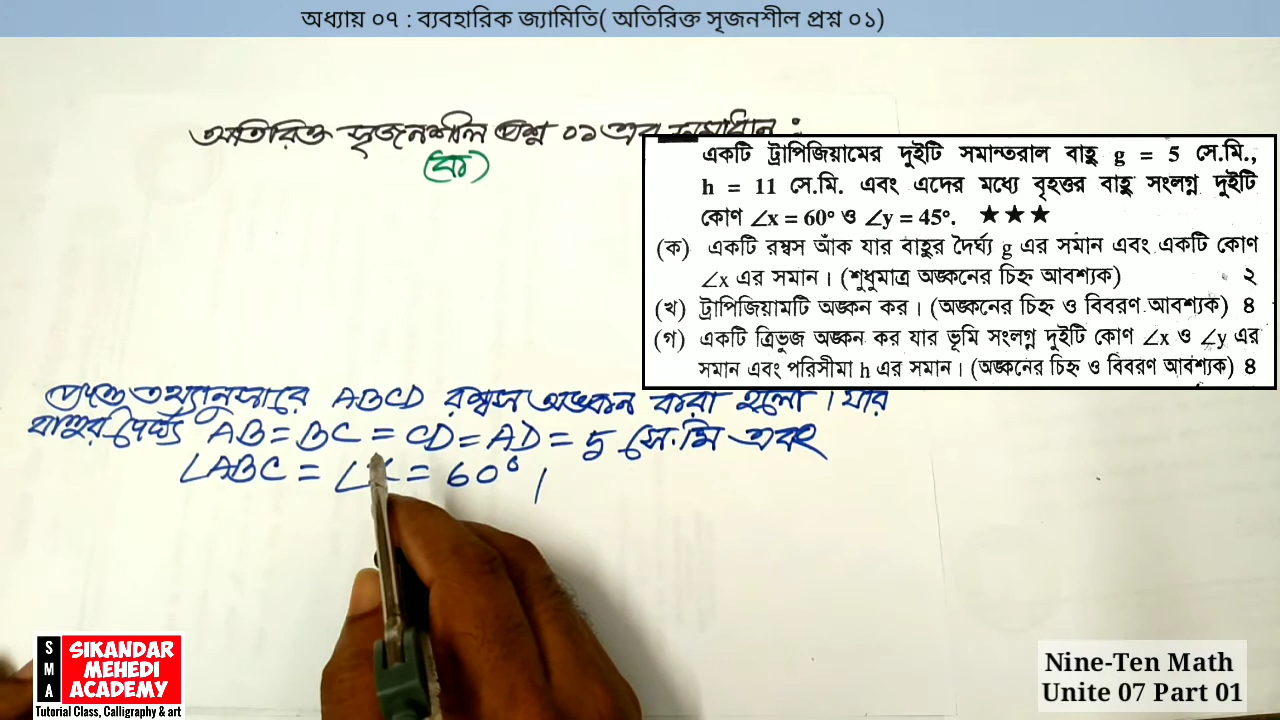 অধ্যায় ০৭ : ব্যবহারিক জ্যামিতি( অতিরিক্ত সৃজনশীল প্রশ্ন ০১)
অতিরিক্ত সৃজনশীল প্রশ্ন ০১ এর সমাধান :
(ক)
একটি ট্রাপিজিয়ামের দুইটি সমান্তরাল বাহু g = 5 সে.মি.,
h = 11 সে.মি. এবং এদের মধ্যে বৃহত্তর বাহু সংলগ্ন দুইটি
কোণ ∠x = 60° ও ∠y = 45°. ★★★
(ক) একটি রম্বস আঁক যার বাহুর দৈর্ঘ্য g এর সমান এবং একটি কোণ
∠x এর সমান। (শুধুমাত্র অঙ্কনের চিহ্ন আবশ্যক) ২
(খ) ট্রাপিজিয়ামটি অঙ্কন কর। (অঙ্কনের চিহ্ন ও বিবরণ আবশ্যক) ৪
(গ) একটি ত্রিভুজ অঙ্কন কর যার ভূমি সংলগ্ন দুইটি কোণ ∠x ও ∠y এর
সমান এবং পরিসীমা h এর সমান। (অঙ্কনের চিহ্ন ও বিবরণ আবশ্যক) ৪
প্রদত্ত তথ্যানুসারে ABCD রম্বস অঙ্কন করা হলো। যার
বাহুর দৈর্ঘ্য AB = BC = CD = AD = 5 সে.মি এবং
∠ABC = ∠x = 60° ।
SMA
SIKANDAR
MEHEDI
ACADEMY
Tutorial Class, Calligraphy & art
Nine-Ten Math
Unite 07 Part 01